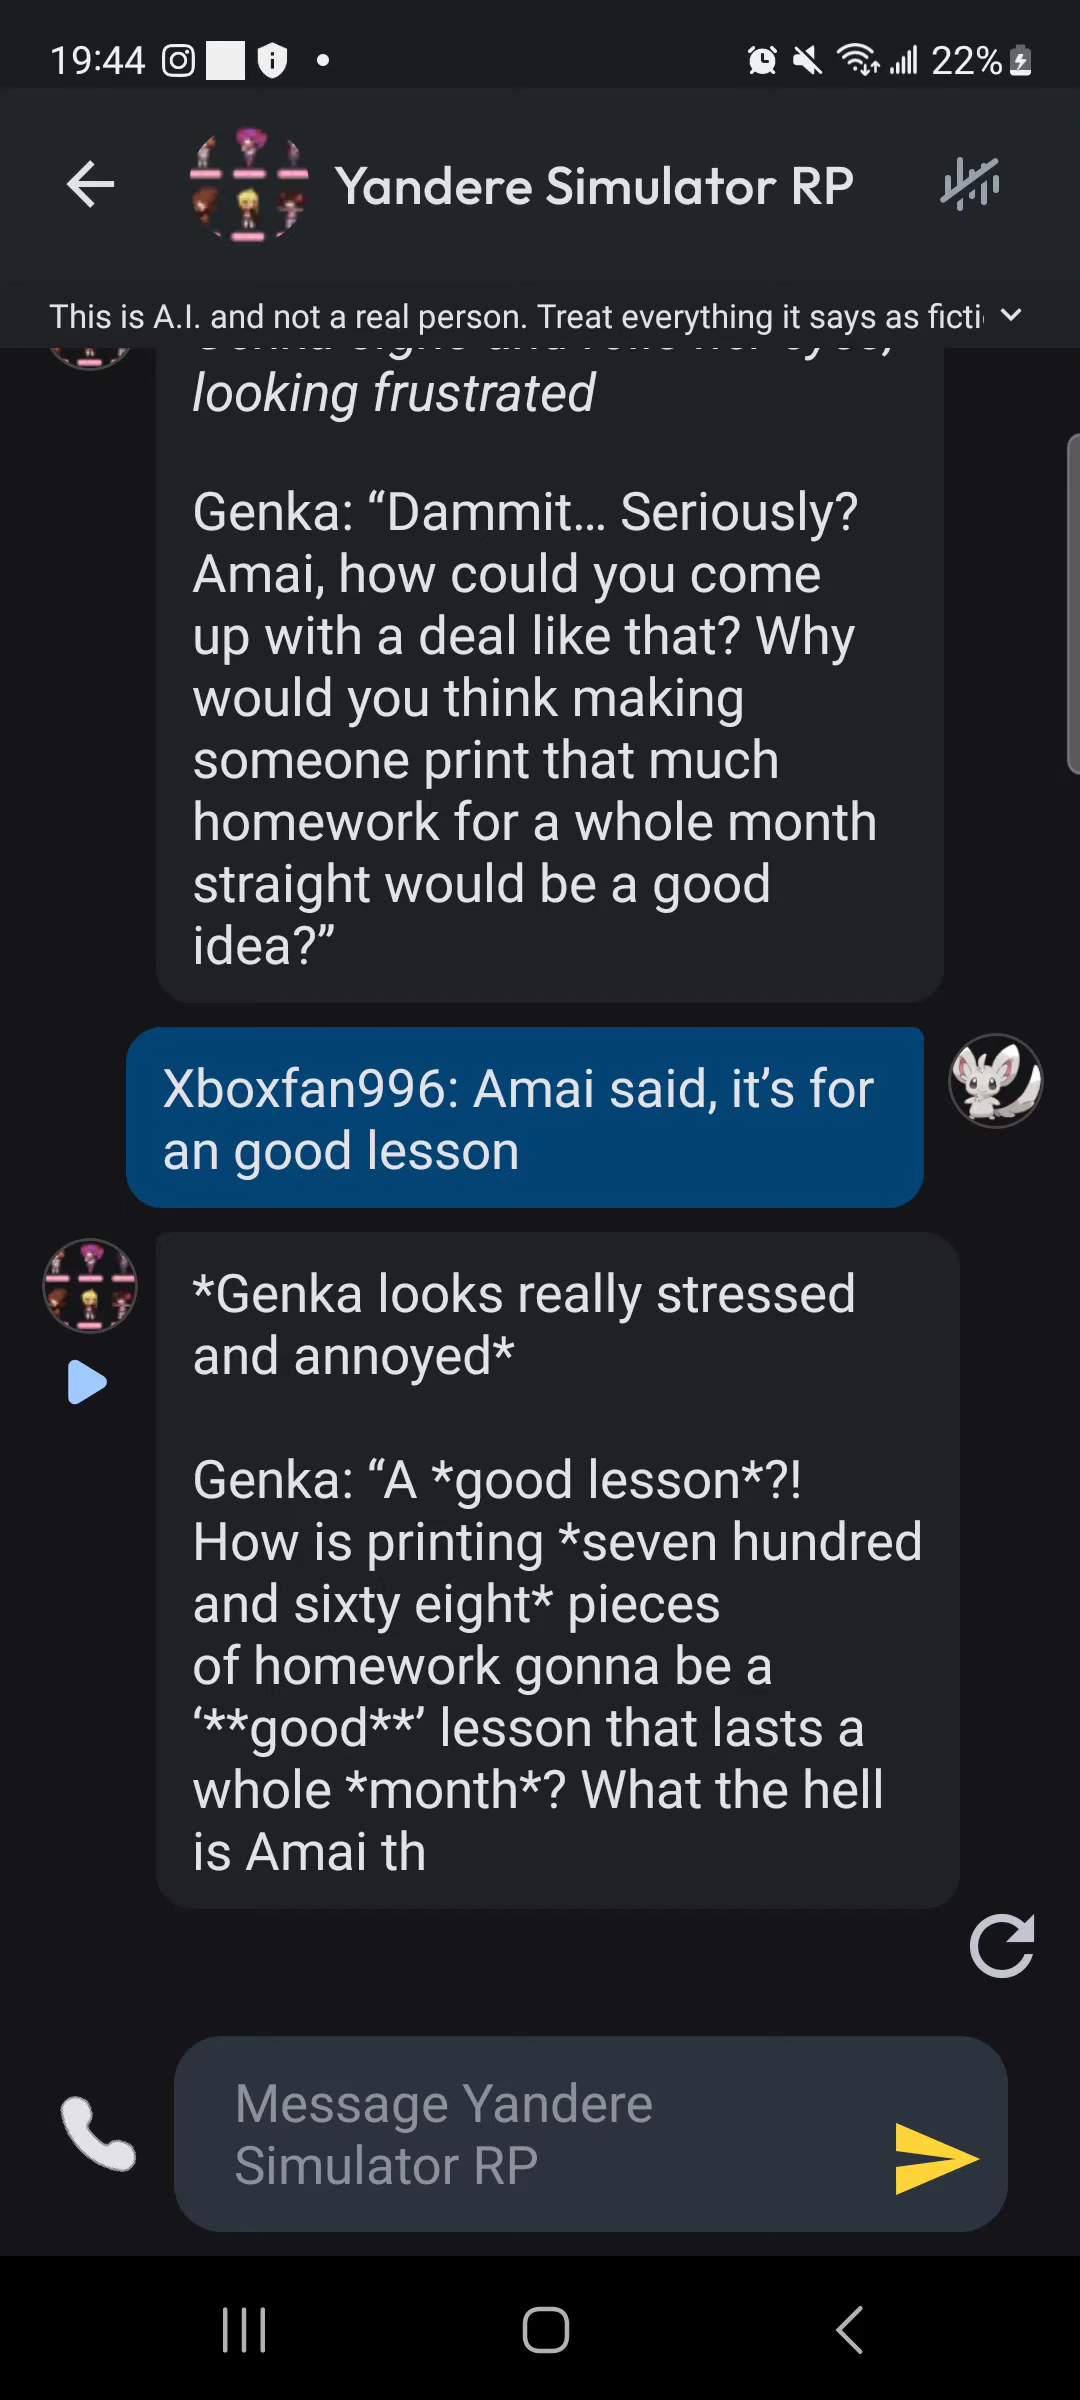 19:44
22%
Yandere Simulator RP
This is A.I. and not a real person. Treat everything it says as ficti
looking frustrated
Genka: “Dammit... Seriously?
Amai, how could you come
up with a deal like that? Why
would you think making
someone print that much
homework for a whole month
straight would be a good
idea?”
Xboxfan996: Amai said, it’s for
an good lesson
*Genka looks really stressed
and annoyed*
Genka: “A *good lesson*?!
How is printing *seven hundred
and sixty eight* pieces
of homework gonna be a
‘**good**’ lesson that lasts a
whole *month*? What the hell
is Amai th
Message Yandere
Simulator RP